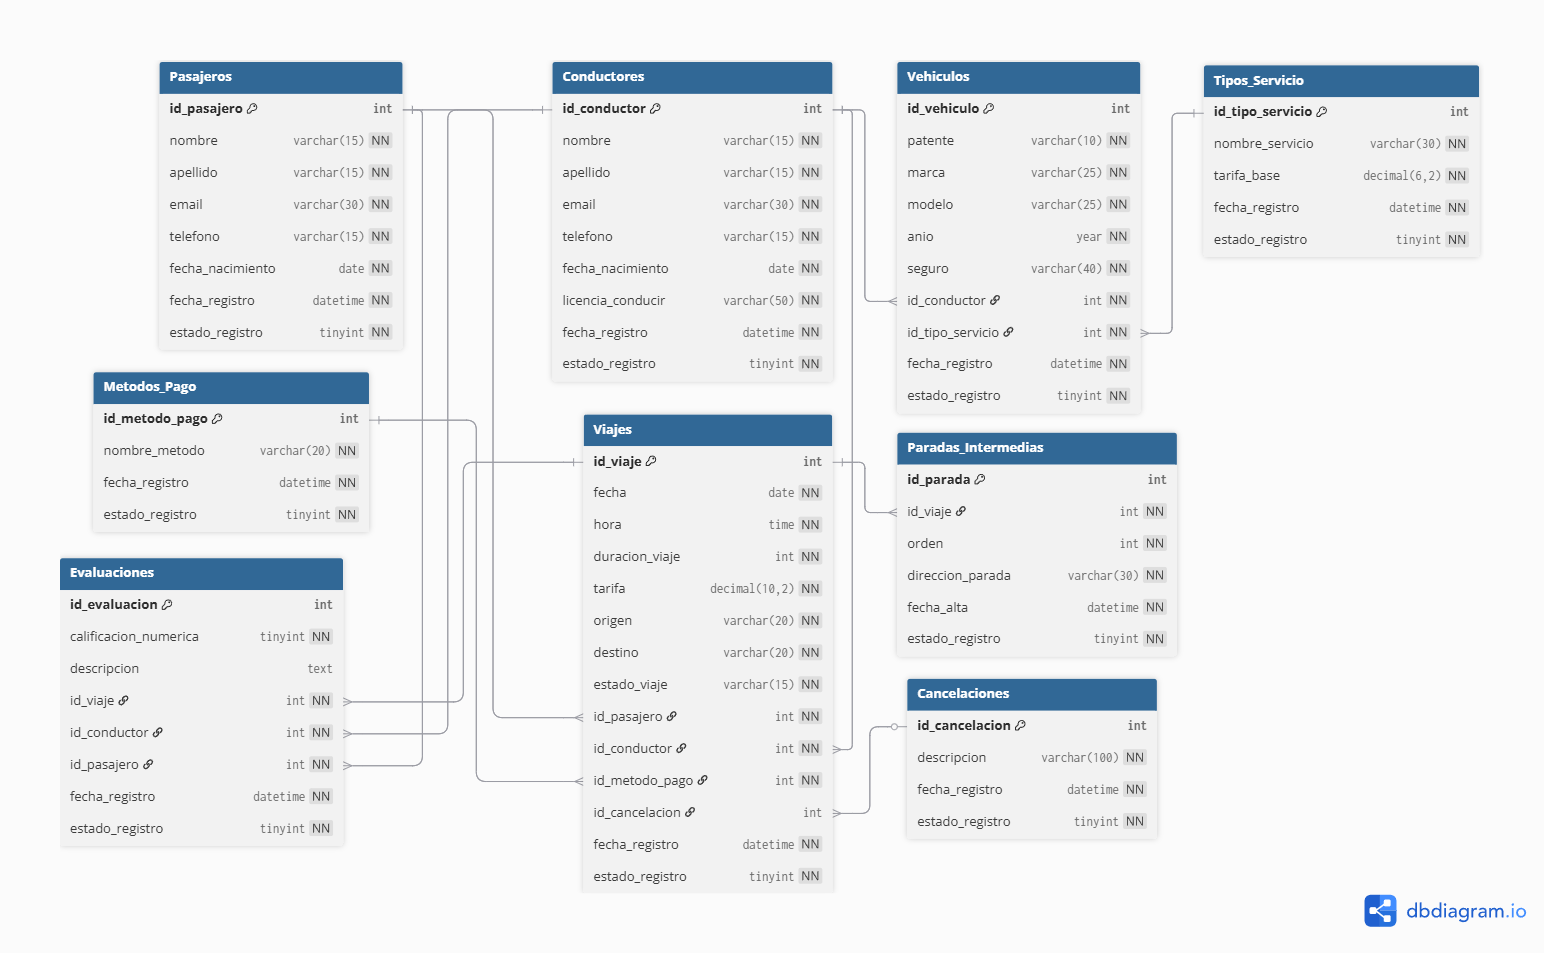 Pasajeros
id_pasajero int
nombre varchar(15) NN
apellido varchar(15) NN
email varchar(30) NN
telefono varchar(15) NN
fecha_nacimiento date NN
fecha_registro datetime NN
estado_registro tinyint NN
Conductores
id_conductor int
nombre varchar(15) NN
apellido varchar(15) NN
email varchar(30) NN
telefono varchar(15) NN
fecha_nacimiento date NN
licencia_conducir varchar(50) NN
fecha_registro datetime NN
estado_registro tinyint NN
Vehiculos
id_vehiculo int
patente varchar(10) NN
marca varchar(25) NN
modelo varchar(25) NN
anio year NN
seguro varchar(40) NN
id_conductor int NN
id_tipo_servicio int NN
fecha_registro datetime NN
estado_registro tinyint NN
Tipos_Servicio
id_tipo_servicio int
nombre_servicio varchar(30) NN
tarifa_base decimal(6,2) NN
fecha_registro datetime NN
estado_registro tinyint NN
Metodos_Pago
id_metodo_pago int
nombre_metodo varchar(20) NN
fecha_registro datetime NN
estado_registro tinyint NN
Viajes
id_viaje int
fecha date NN
hora time NN
duracion_viaje int NN
tarifa decimal(10,2) NN
origen varchar(20) NN
destino varchar(20) NN
estado_viaje varchar(15) NN
id_pasajero int NN
id_conductor int NN
id_metodo_pago int NN
id_cancelacion int
fecha_registro datetime NN
estado_registro tinyint NN
Paradas_Intermedias
id_parada int
id_viaje int NN
orden int NN
direccion_parada varchar(30) NN
fecha_alta datetime NN
estado_registro tinyint NN
Evaluaciones
id_evaluacion int
calificacion_numerica tinyint NN
descripcion text
id_viaje int NN
id_conductor int NN
id_pasajero int NN
fecha_registro datetime NN
estado_registro tinyint NN
Cancelaciones
id_cancelacion int
descripcion varchar(100) NN
fecha_registro datetime NN
estado_registro tinyint NN
dbdiagram.io